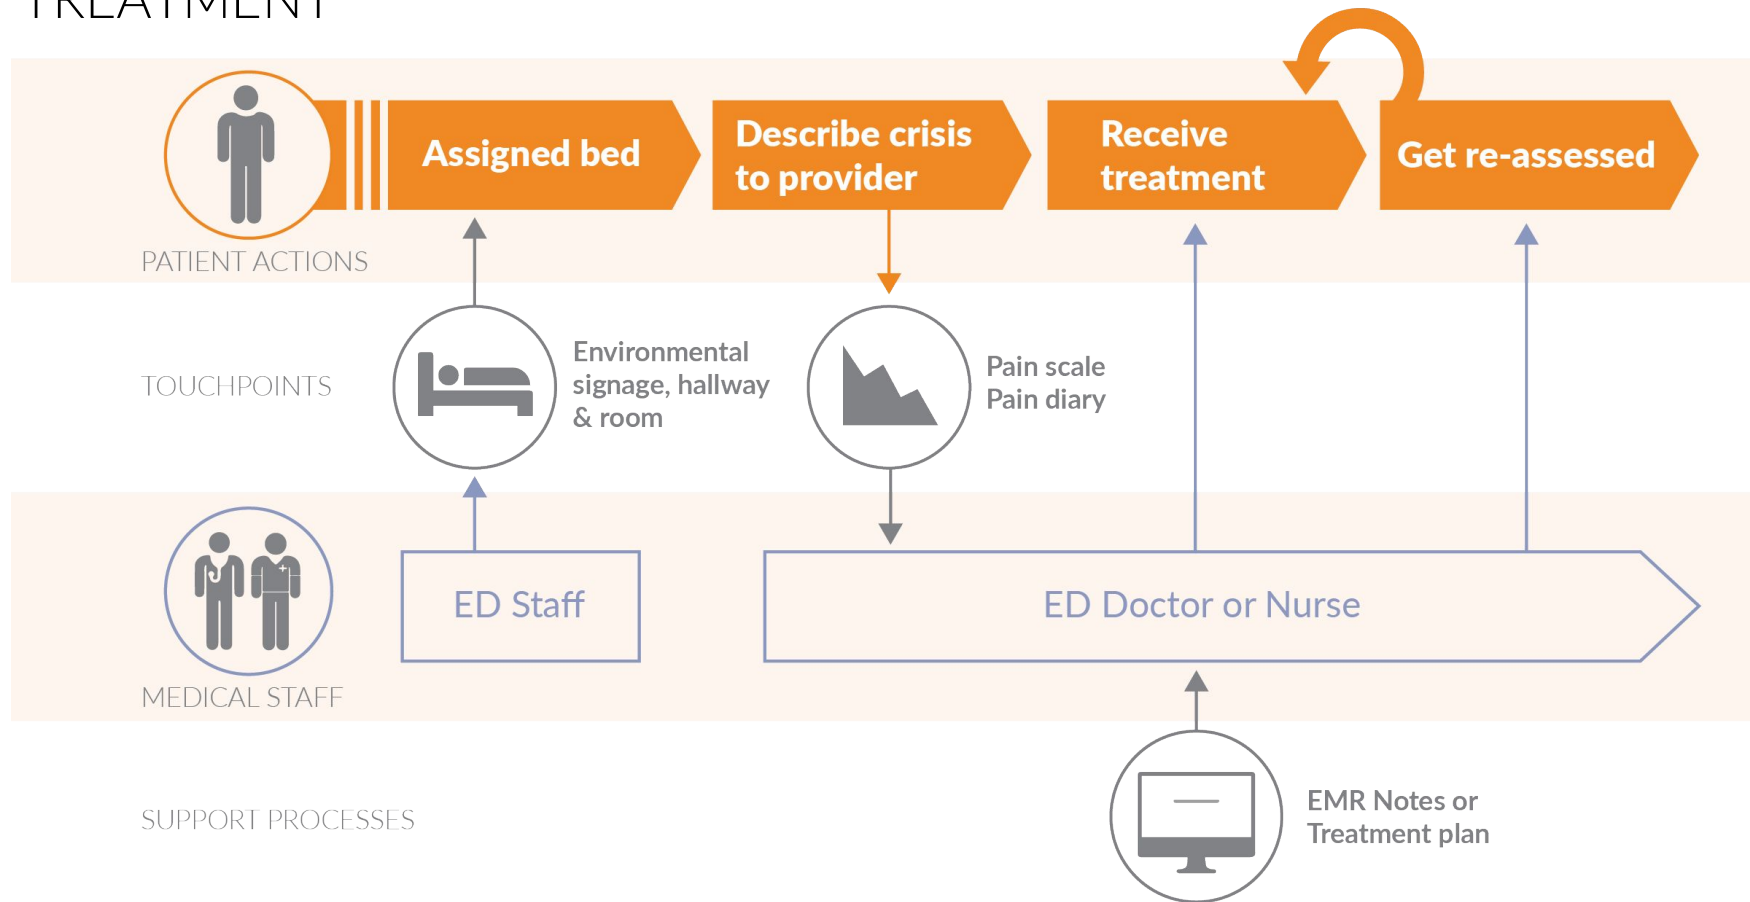 TREATMENT
Assigned bed
Describe crisis
to provider
Receive
treatment
Get re-assessed
PATIENT ACTIONS
TOUCHPOINTS
Environmental
signage, hallway
& room
Pain scale
Pain diary
ED Staff
ED Doctor or Nurse
MEDICAL STAFF
SUPPORT PROCESSES
EMR Notes or
Treatment plan